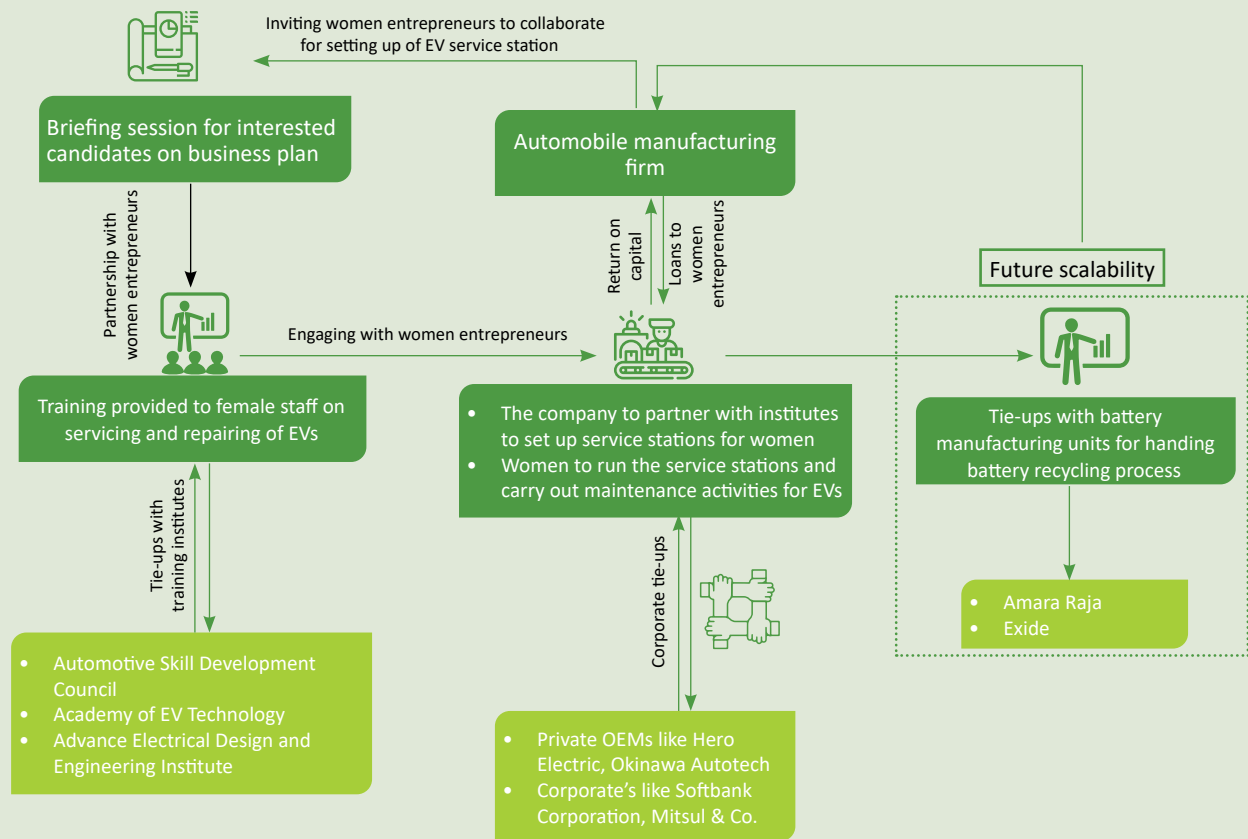 Inviting women entrepreneurs to collaborate
for setting up of EV service station
Briefing session for interested
candidates on business plan
Automobile manufacturing
firm
Partnership with
women entrepreneurs
Return on
capital
Loans to
women
entrepreneurs
Future scalability
Engaging with women entrepreneurs
Training provided to female staff on
servicing and repairing of EVs
• The company to partner with institutes
to set up service stations for women
• Women to run the service stations and
carry out maintenance activities for EVs
Tie-ups with battery
manufacturing units for handing
battery recycling process
Tie-ups with
training institutes
Corporate tie-ups
• Amara Raja
• Exide
• Automotive Skill Development
Council
• Academy of EV Technology
• Advance Electrical Design and
Engineering Institute
• Private OEMs like Hero
Electric, Okinawa Autotech
• Corporate's like Softbank
Corporation, Mitsul & Co.